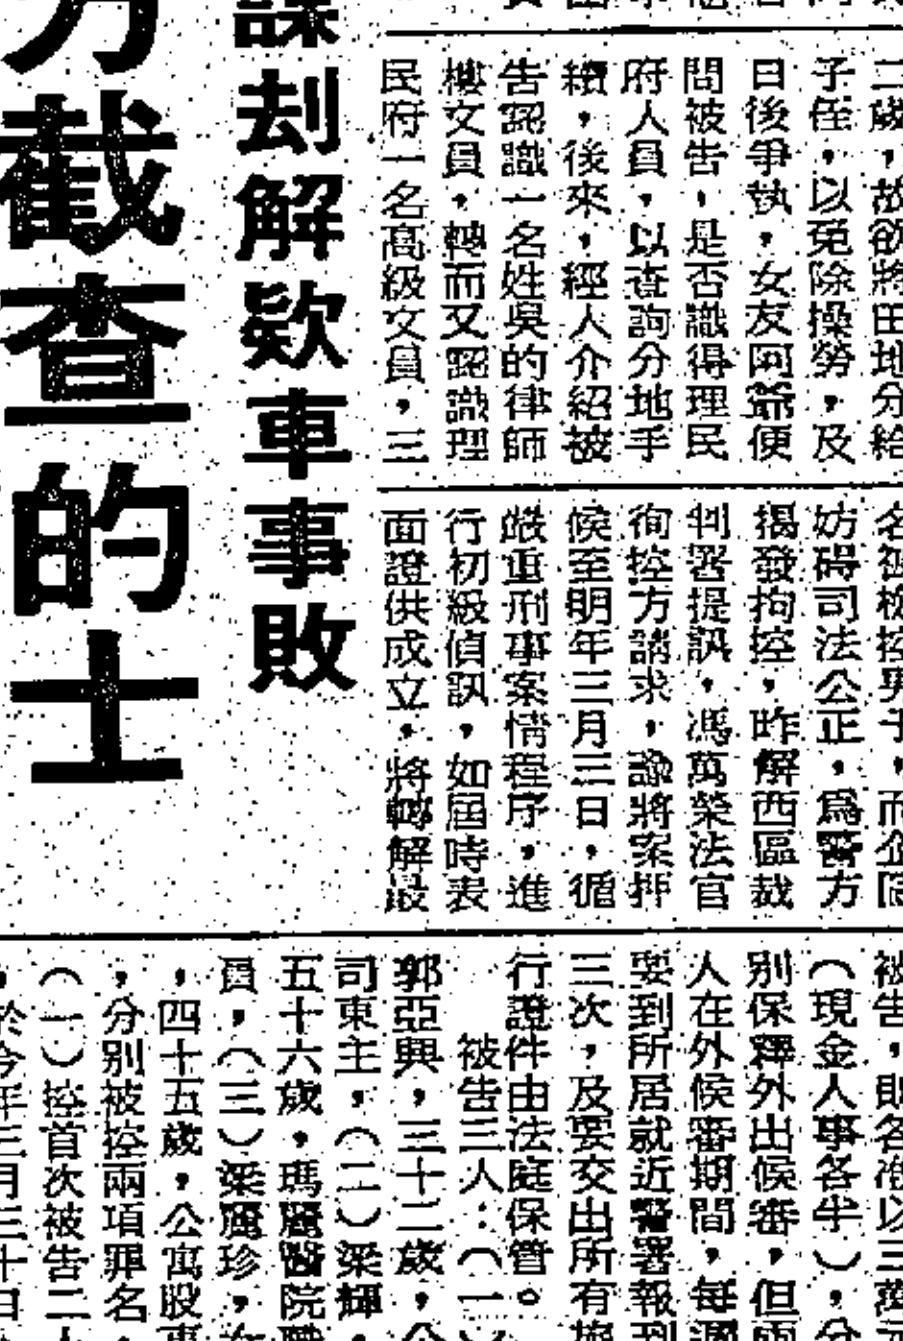 二歲，故欲將田地分給
子侄，以免除操勞，及
日後爭執，女友阿爺便
問被告，是否識得理民
府人員，以查詢分地手
續，後來，經人介紹被
告認識一名姓吳的律師
樓文員，轉而又認識理
民府一名高級文員，三
謀刦解欵車事敗
方截查的士
名被檢控男子，而企圖
妨碍司法公正，爲警方
揭發拘控，昨解西區裁
判署提訊，馮萬榮法官
徇控方請求，諭將案押
候至明年三月三日，循
嚴重刑事案情程序，進
行初級偵訊，如屆時表
面證供成立，將轉解最
被告，則各准以三萬元
（現金人事各半），分
別保釋外出候審，但兩
人在外候審期間，每週
要到所居就近警署報到
三次，及要交出所有旅
行證件由法庭保管。
被告三人：（一）
郭亞興，三十二歲，公
司東主，（二）梁輝，
五十六歲，瑪麗醫院職
員，（三）梁麗珍，女
，四十五歲，公寓股東
，分別被控兩項罪名，
（一）控首次被告二人
，於今年三月三十日